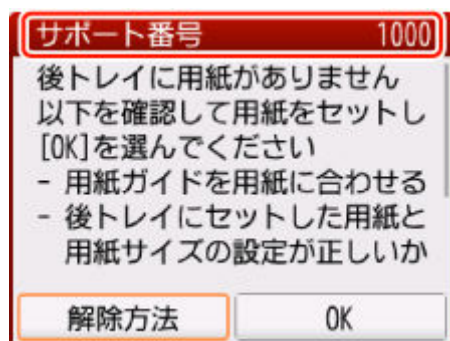 サポート番号 1000
後トレイに用紙がありません
以下を確認して用紙をセットし
[OK]を選んでください
- 用紙ガイドを用紙に合わせる
- 後トレイにセットした用紙と
用紙サイズの設定が正しいか
解除方法 OK